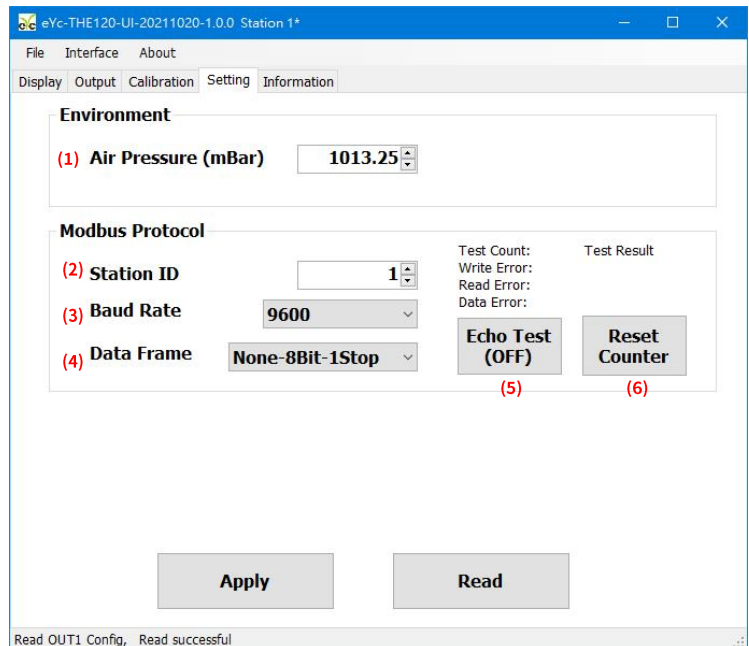 eYc eYc-THE120-UI-20211020-1.0.0 Station 1*
File Interface About
Display Output Calibration Setting Information
Environment
(1) Air Pressure (mBar) 1013.25
Modbus Protocol
Test Count: Test Result
Write Error:
Read Error:
Data Error:
(2) Station ID 1
(3) Baud Rate 9600
(4) Data Frame None-8Bit-1Stop
Echo Test
(OFF)
Reset
Counter
(5) (6)
Apply Read
Read OUT1 Config, Read successful